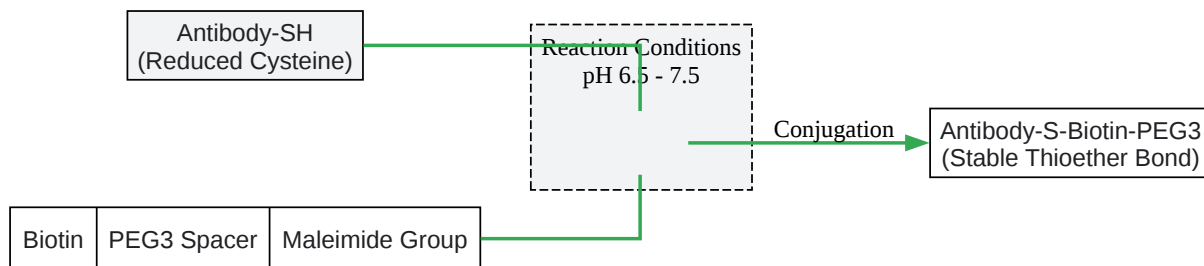 Antibody-SH
(Reduced Cysteine)
Reaction Conditions
pH 6.5 - 7.5
Conjugation
Antibody-S-Biotin-PEG3
(Stable Thioether Bond)
Biotin
PEG3 Spacer
Maleimide Group